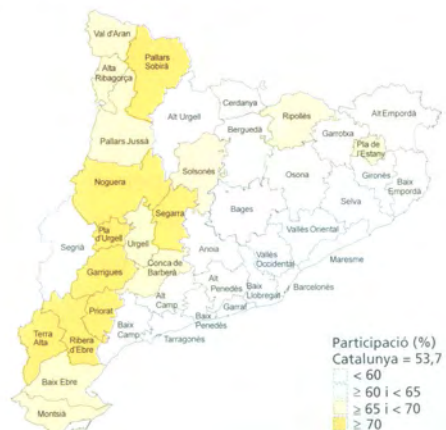 Val d'Aran
Alta
Ribagorça
Pallars
Sobirà
Pallars Jussà
Alt Urgell
Cerdanya
Berguedà
Ripollès
Garrotxa
Alt Empordà
Pla de
l'Estany
Gironès
Baix
Empordà
Solsonès
Osona
Selva
Noguera
Segarra
Bages
Vallès Oriental
Maresme
Segrià
Pla
d'Urgell
Urgell
Anoia
Vallès
Occidental
Garrigues
Conca de
Barberà
Alt
Penedès
Baix
Llobregat
Barcelonès
Alt
Camp
Garraf
Baix
Penedès
Priorat
Baix
Camp
Tarragonès
Terra
Alta
Ribera
d'Ebre
Baix Ebre
Montsià
Participació (%)
Catalunya = 53,7
< 60
≥ 60 i < 65
≥ 65 i < 70
≥ 70